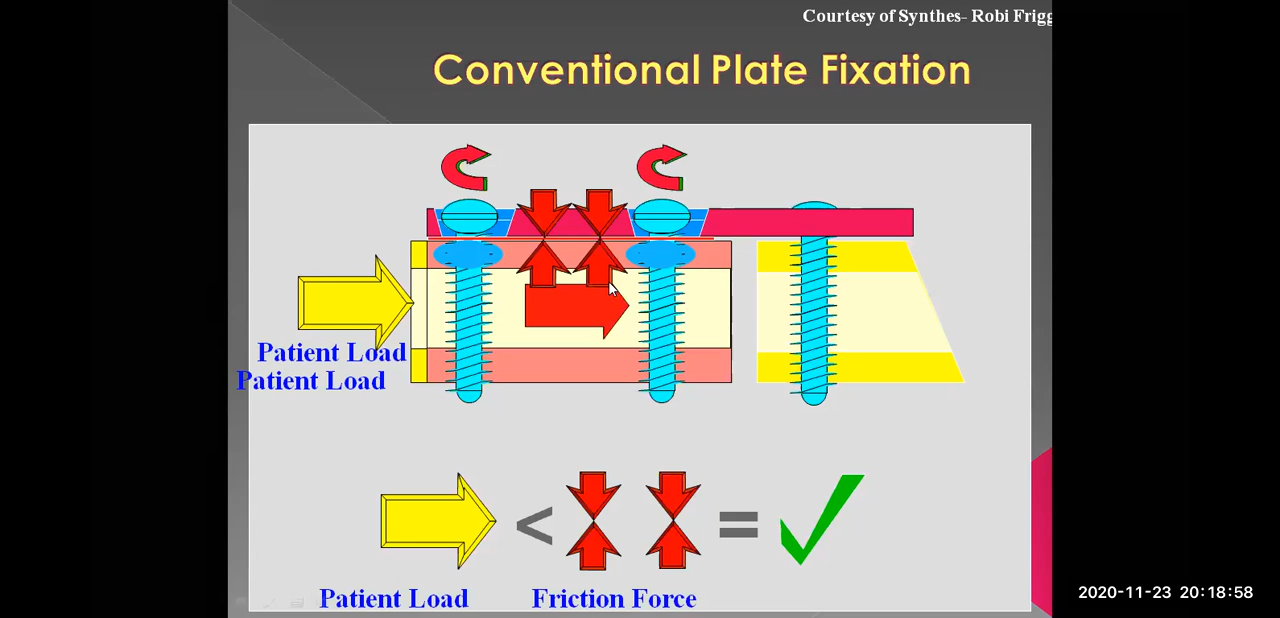 Courtesy of Synthes- Robi Frigg
Conventional Plate Fixation
Patient Load
Patient Load
< =
Patient Load Friction Force
2020-11-23 20:18:58